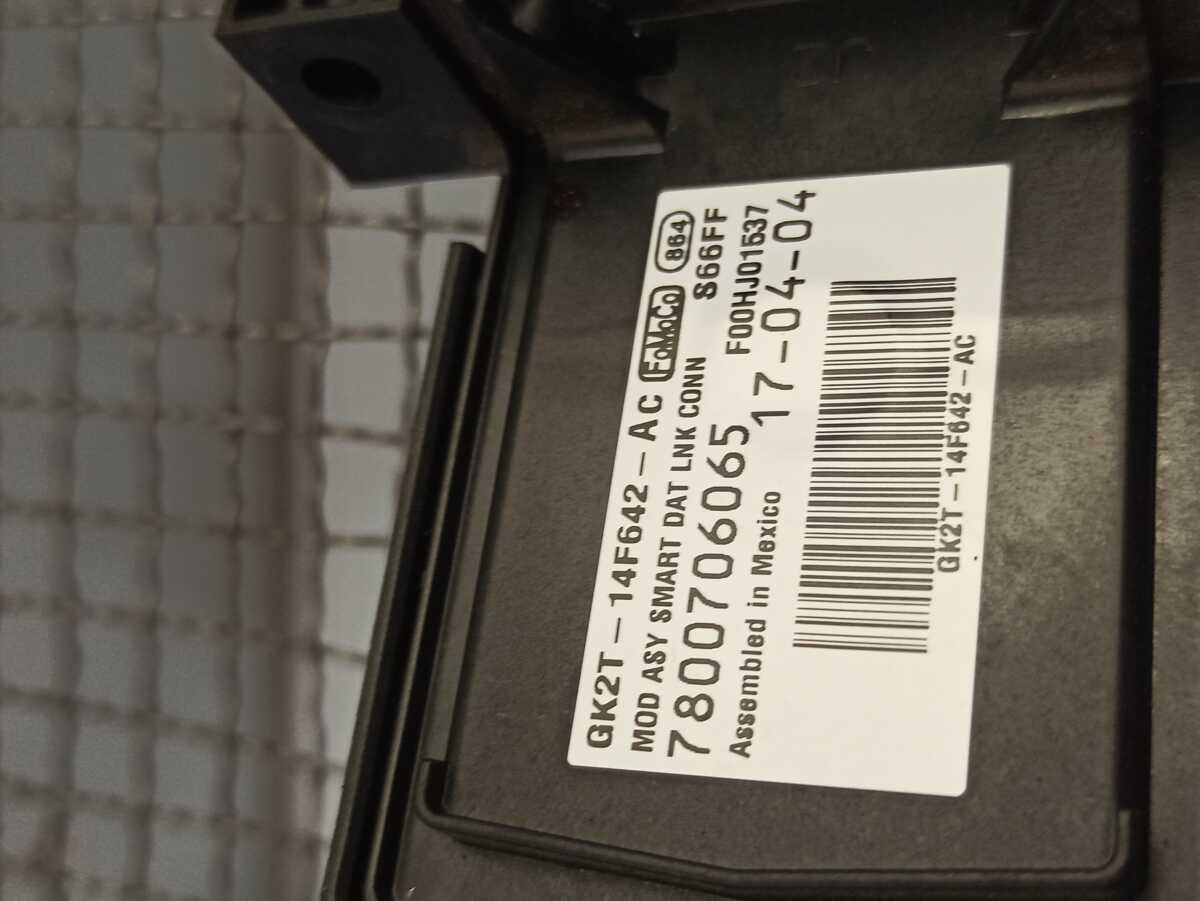 GK2T-14F642-AC FoMoCo 864
MOD ASY SMART DAT LNK CONN S66FF
7800706065 F00HJ01537
Assembled in Mexico 17-04-04
GK2T-14F642-AC